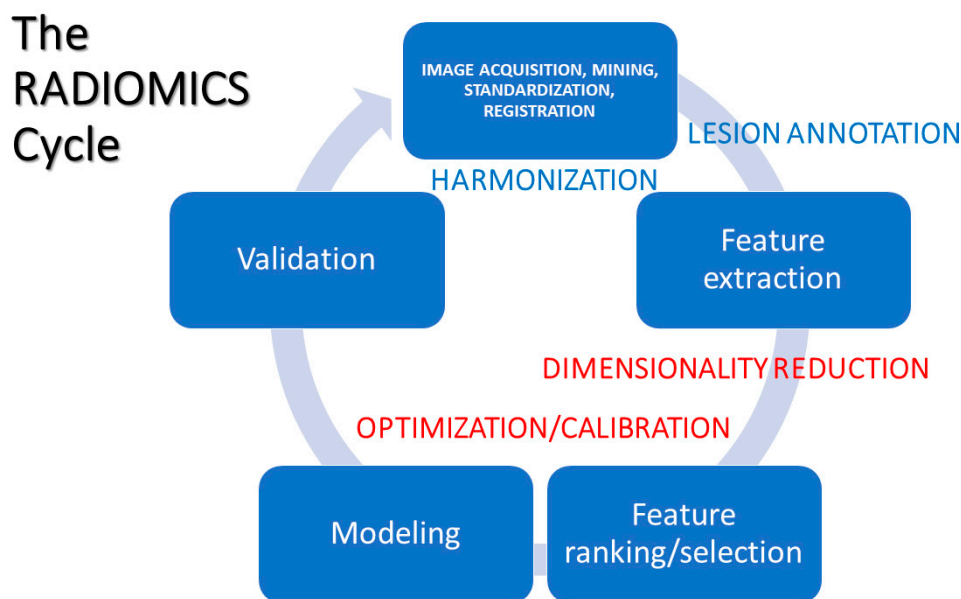 The
RADIOMICS
Cycle
IMAGE ACQUISITION, MINING,
STANDARDIZATION,
REGISTRATION
LESION ANNOTATION
HARMONIZATION
Validation
Feature
extraction
DIMENSIONALITY REDUCTION
OPTIMIZATION/CALIBRATION
Modeling
Feature
ranking/selection